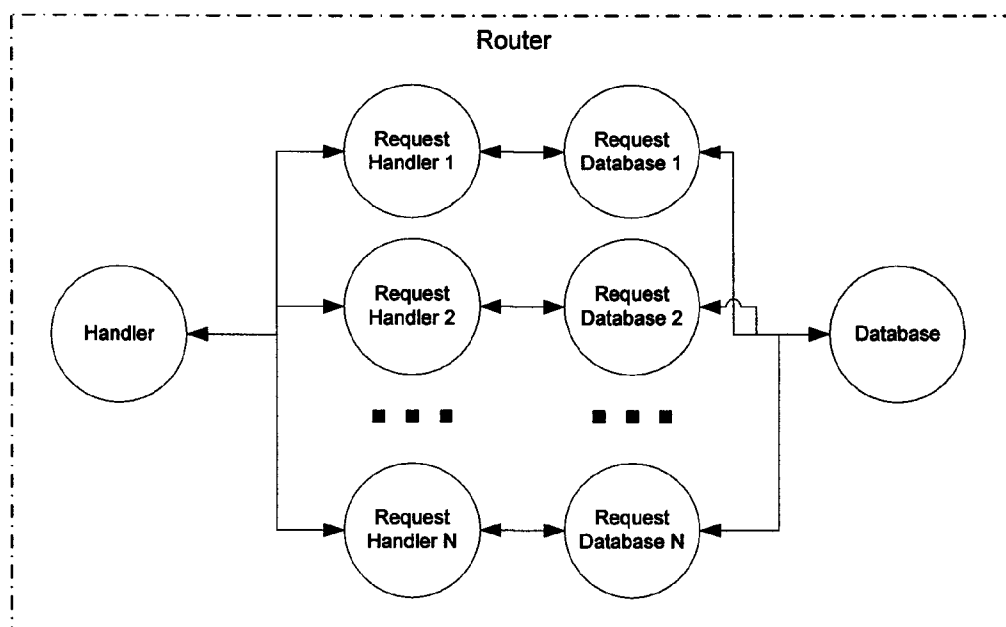 Router
Request
Handler 1
Request
Database 1
Request
Handler 2
Request
Database 2
Handler
Database
Request
Handler N
Request
Database N